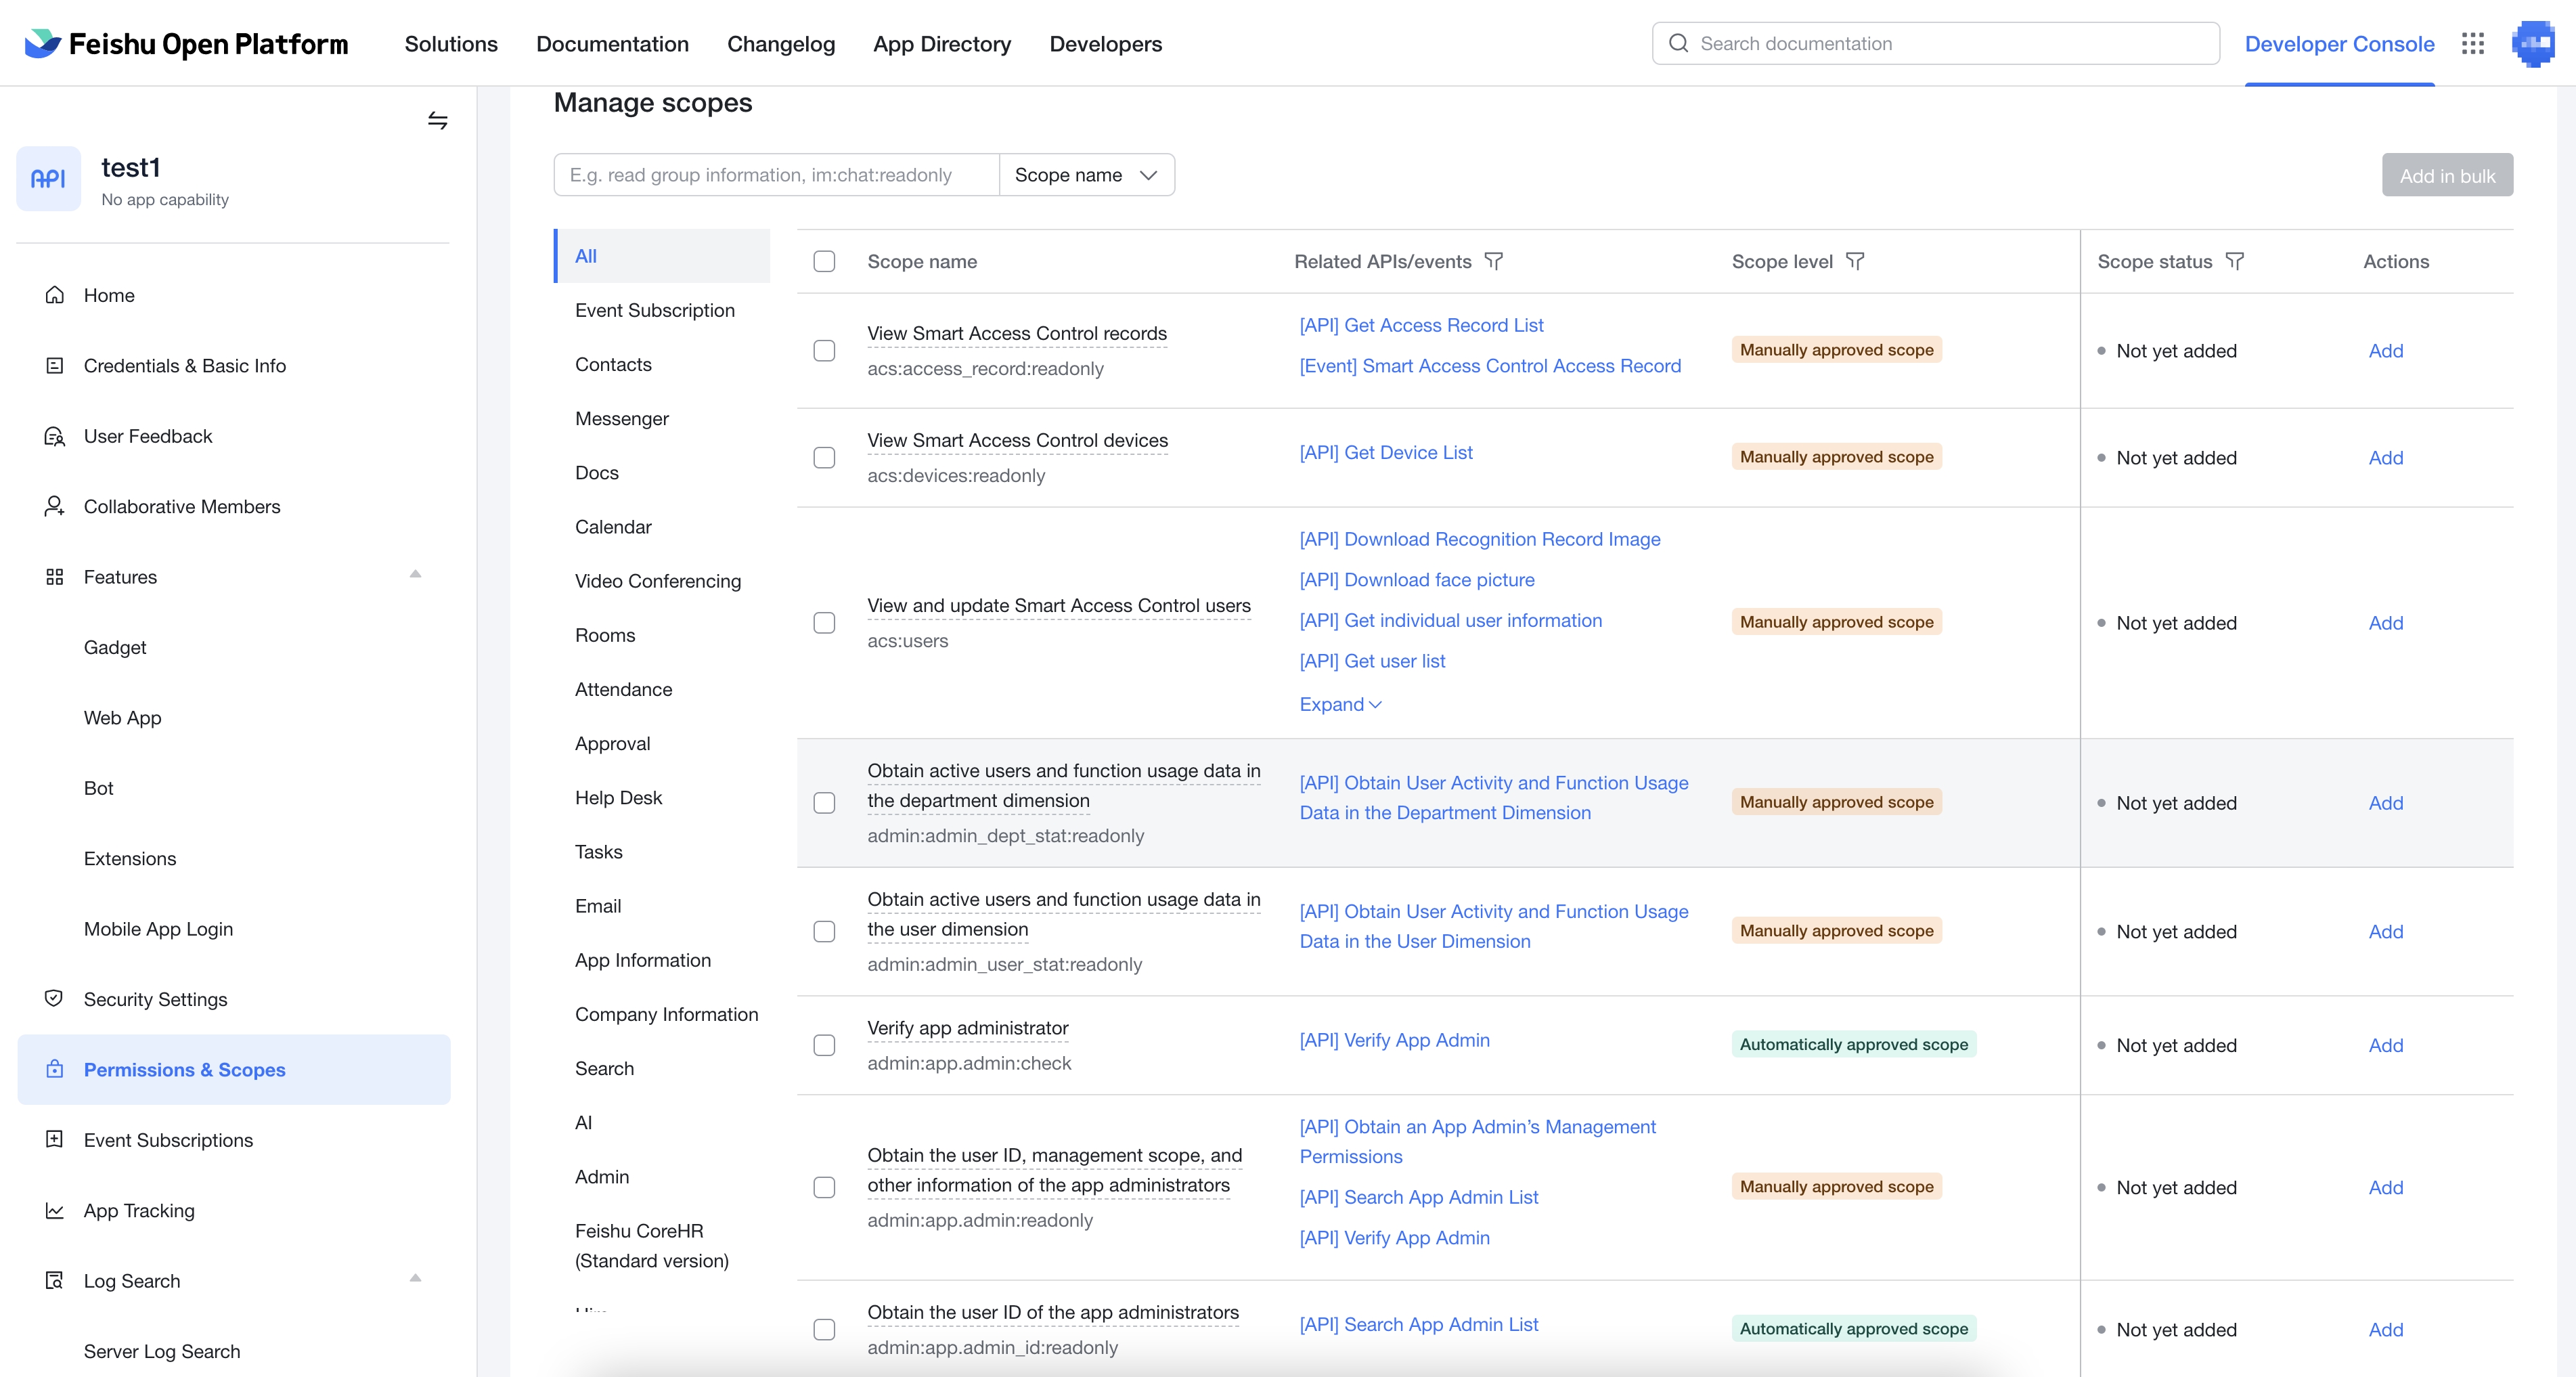 Feishu Open Platform
Solutions
Documentation
Changelog
App Directory
Developers
Search documentation
Developer Console
API
test1
No app capability
Home
Credentials & Basic Info
User Feedback
Collaborative Members
Features
Gadget
Web App
Bot
Extensions
Mobile App Login
Security Settings
Permissions & Scopes
Event Subscriptions
App Tracking
Log Search
Server Log Search
Manage scopes
E.g. read group information, im:chat:readonly
Scope name
Add in bulk
All
Event Subscription
Contacts
Messenger
Docs
Calendar
Video Conferencing
Rooms
Attendance
Approval
Help Desk
Tasks
Email
App Information
Company Information
Search
AI
Admin
Feishu CoreHR
(Standard version)
Scope name
Related APIs/events
Scope level
Scope status
Actions
View Smart Access Control records
acs:access_record:readonly
[API] Get Access Record List
[Event] Smart Access Control Access Record
Manually approved scope
Not yet added
Add
View Smart Access Control devices
acs:devices:readonly
[API] Get Device List
Manually approved scope
Not yet added
Add
View and update Smart Access Control users
acs:users
[API] Download Recognition Record Image
[API] Download face picture
[API] Get individual user information
[API] Get user list
Expand
Manually approved scope
Not yet added
Add
Obtain active users and function usage data in
the department dimension
admin:admin_dept_stat:readonly
[API] Obtain User Activity and Function Usage
Data in the Department Dimension
Manually approved scope
Not yet added
Add
Obtain active users and function usage data in
the user dimension
admin:admin_user_stat:readonly
[API] Obtain User Activity and Function Usage
Data in the User Dimension
Manually approved scope
Not yet added
Add
Verify app administrator
admin:app.admin:check
[API] Verify App Admin
Automatically approved scope
Not yet added
Add
Obtain the user ID, management scope, and
other information of the app administrators
admin:app.admin:readonly
[API] Obtain an App Admin’s Management
Permissions
[API] Search App Admin List
[API] Verify App Admin
Manually approved scope
Not yet added
Add
Obtain the user ID of the app administrators
admin:app.admin_id:readonly
[API] Search App Admin List
Automatically approved scope
Not yet added
Add